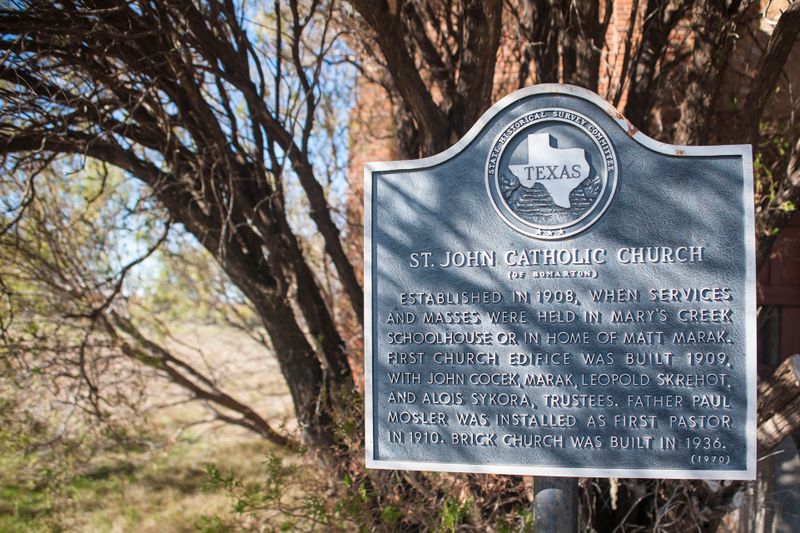 STATE HISTORICAL SURVEY COMMITTEE
TEXAS
ST. JOHN CATHOLIC CHURCH
(OF BOMARTON)
ESTABLISHED IN 1908, WHEN SERVICES
AND MASSES WERE HELD IN MARY'S CREEK
SCHOOLHOUSE OR IN HOME OF MATT MARAK.
FIRST CHURCH EDIFICE WAS BUILT 1909,
WITH JOHN COCEK, MARAK, LEOPOLD SKREHOT,
AND ALOIS SYKORA, TRUSTEES. FATHER PAUL
MOSLER WAS INSTALLED AS FIRST PASTOR
IN 1910. BRICK CHURCH WAS BUILT IN 1936.
(1970)